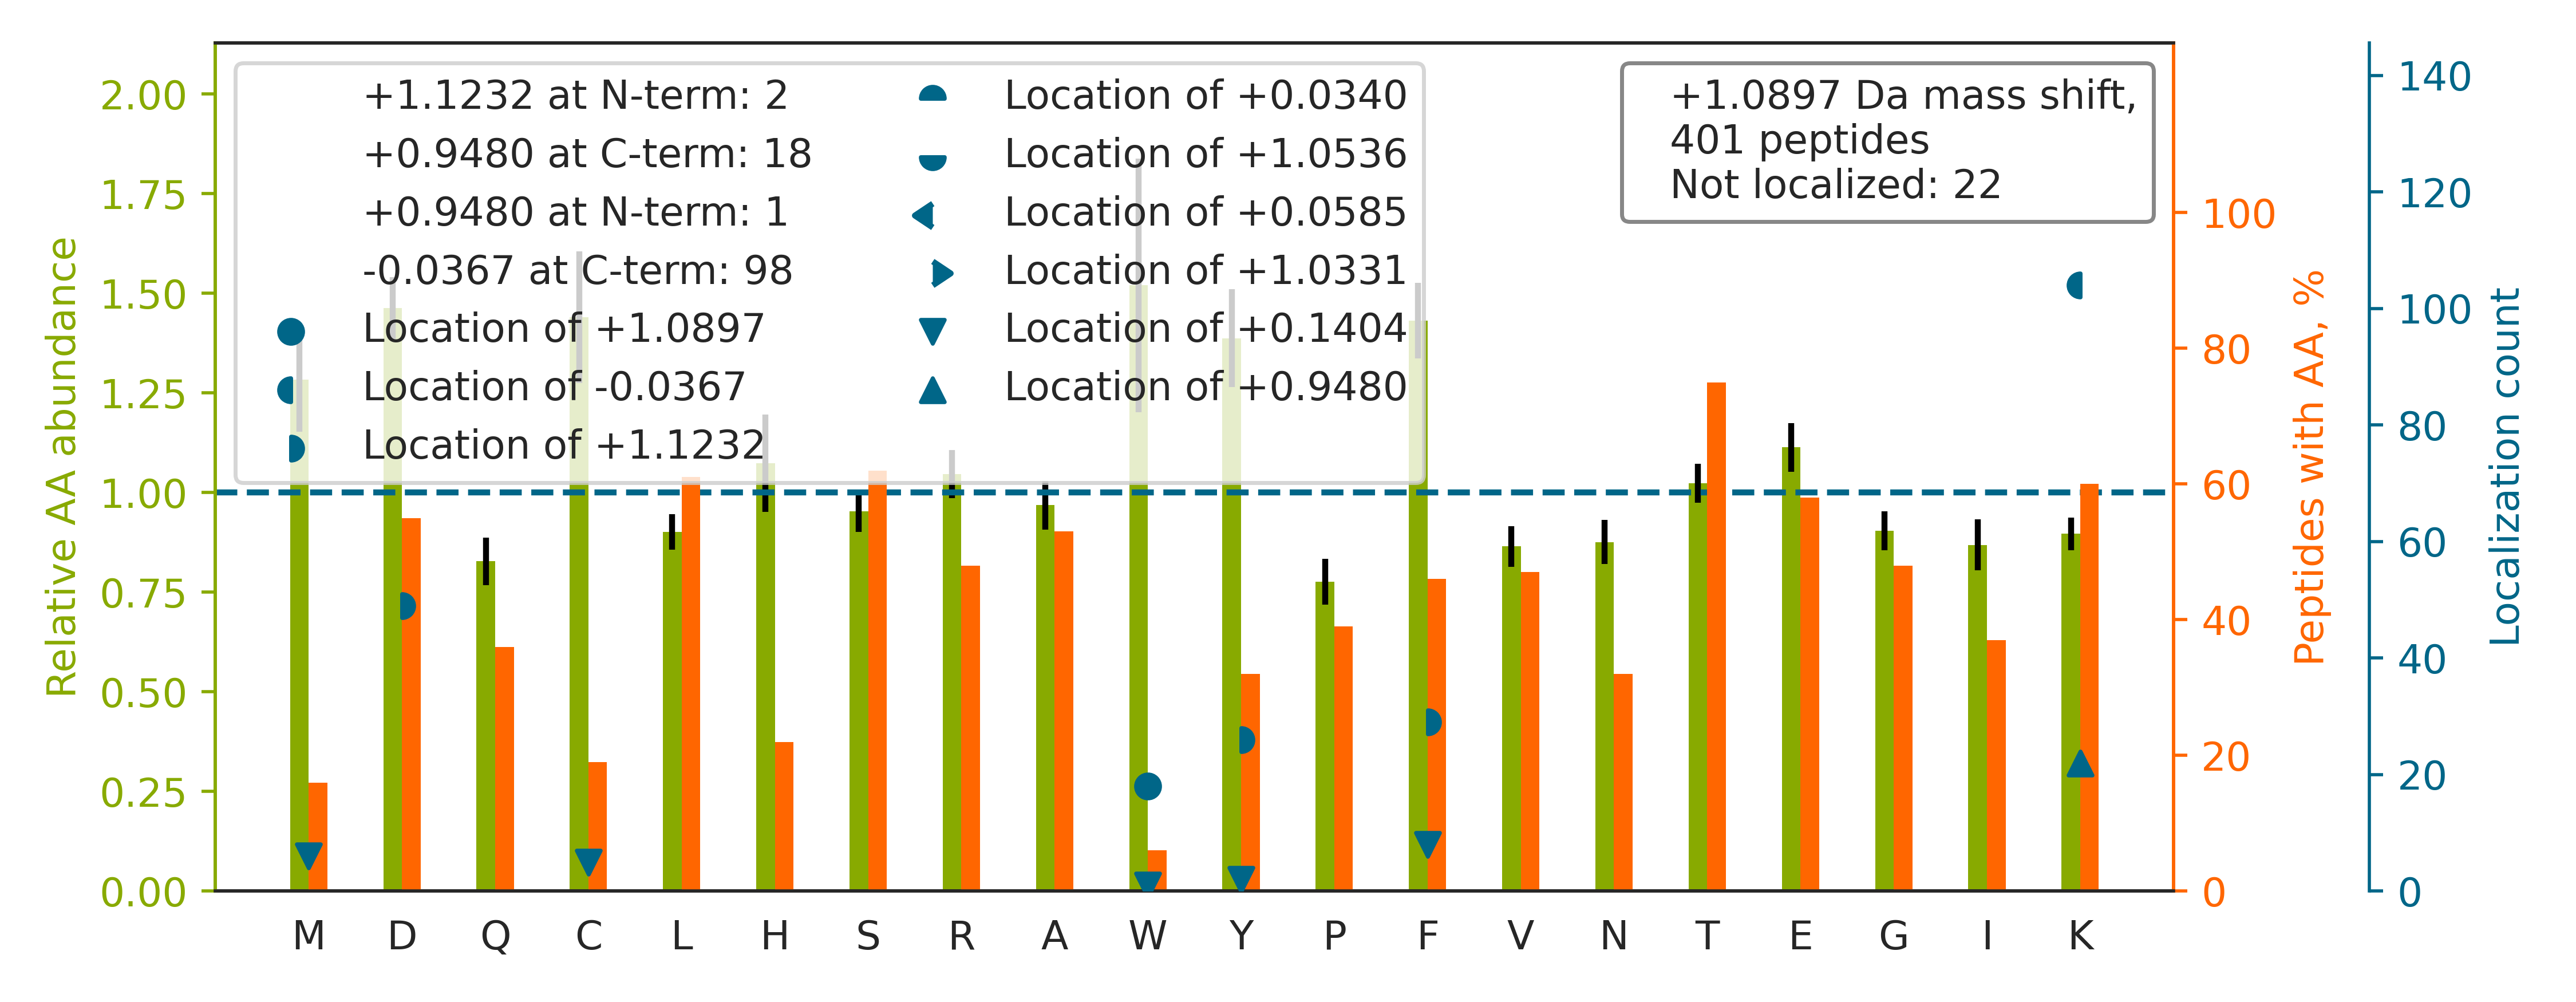 +1.1232 at N-term: 2
+0.9480 at C-term: 18
+0.9480 at N-term: 1
-0.0367 at C-term: 98
Location of +1.0897
Location of -0.0367
Location of +1.1232
Location of +0.0340
Location of +1.0536
Location of +0.0585
Location of +1.0331
Location of +0.1404
Location of +0.9480
+1.0897 Da mass shift,
401 peptides
Not localized: 22
Relative AA abundance
2.00
1.75
1.50
1.25
1.00
0.75
0.50
0.25
0.00
M D Q C L H S R A W Y P F V N T E G I K
100
80
60
40
20
0
Peptides with AA, %
140
120
100
80
60
40
20
0
Localization count